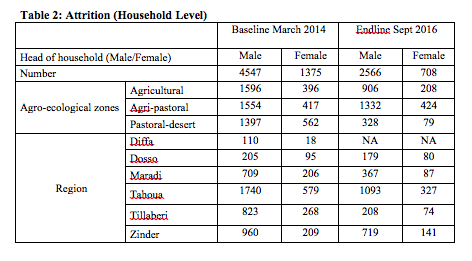 Table 2: Attrition (Household Level)
Baseline March 2014 Endline Sept 2016
Head of household (Male/Female) Male Female Male Female
Number 4547 1375 2566 708
Agro-ecological zones
Agricultural 1596 396 906 208
Agri-pastoral 1554 417 1332 424
Pastoral-desert 1397 562 328 79
Region
Diffa 110 18 NA NA
Dosso 205 95 179 80
Maradi 709 206 367 87
Tahoua 1740 579 1093 327
Tillaberi 823 268 208 74
Zinder 960 209 719 141